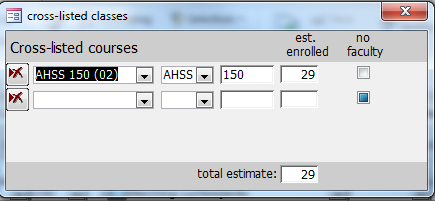 cross-listed classes
Cross-listed courses est. enrolled no faculty
AHSS 150 (02) AHSS 150 29
total estimate: 29